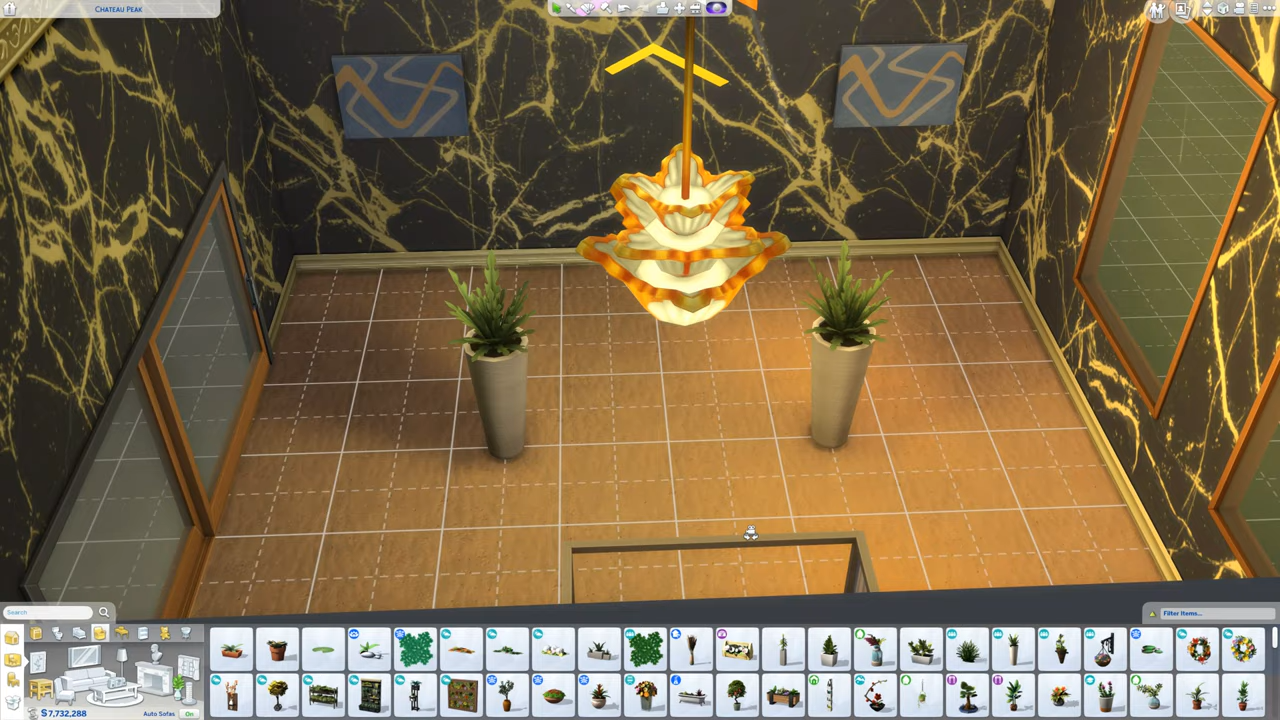 CHATEAU PEAK
Search
Filter Items...
$7,732,288
Auto Sofas
On